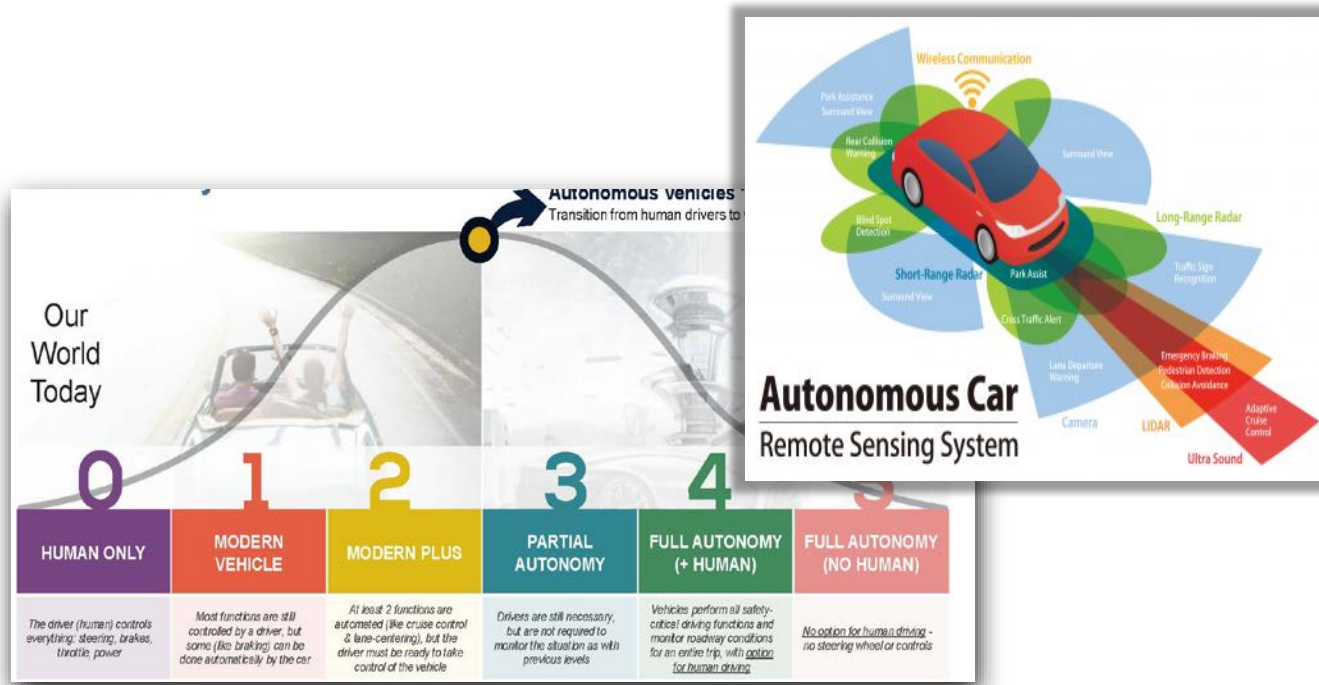 Autonomous Vehicles
Transition from human drivers to
Our
World
Today
0
1
2
3
4
5
HUMAN ONLY
MODERN
VEHICLE
MODERN PLUS
PARTIAL
AUTONOMY
FULL AUTONOMY
(+ HUMAN)
FULL AUTONOMY
(NO HUMAN)
The driver (human) controls
everything: steering, brakes,
throttle, power
Most functions are still
controlled by a driver, but
some (like braking) can be
done automatically by the car
At least 2 functions are
automated (like cruise control
& lane-centering), but the
driver must be ready to take
control of the vehicle
Drivers are still necessary,
but are not required to
monitor the situation as with
previous levels
Vehicles perform all safety-
critical driving functions and
monitor roadway conditions
for an entire trip, with option
for human driving
No option for human driving -
no steering wheel or controls
Wireless Communication
Park Assistance
Surround View
Rear Collision
Warning
Surround View
Blind Spot
Detection
Long-Range Radar
Short-Range Radar
Park Assist
Traffic Sign
Recognition
Surround View
Cross Traffic Alert
Lane Departure
Warning
Emergency Braking
Pedestrian Detection
Collision Avoidance
Autonomous Car
Remote Sensing System
Camera
LIDAR
Adaptive
Cruise
Control
Ultra Sound